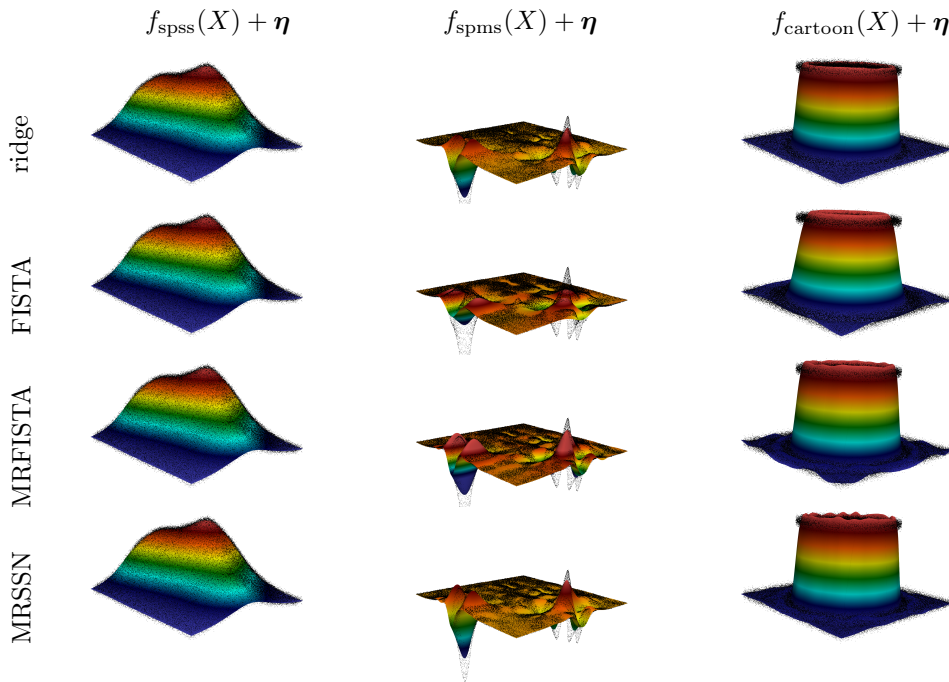 f_spss(X) + η f_spms(X) + η f_cartoon(X) + η
ridge
FISTA
MRFISTA
MRSSN